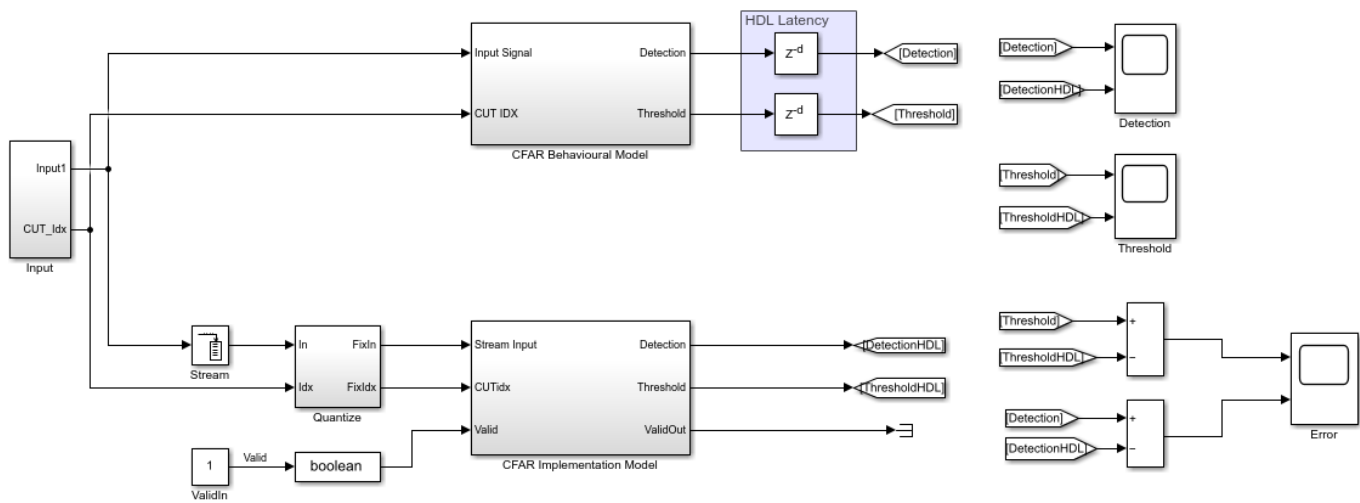 HDL Latency
Input Signal
Detection
Z-d
[Detection]
CUT IDX
Threshold
Z-d
[Threshold]
CFAR Behavioural Model
[Detection]
[DetectionHDL]
Detection
[Threshold]
[ThresholdHDL]
Threshold
Input1
CUT_Idx
Input
Stream
In
FixIn
Idx
FixIdx
Quantize
1
Valid
ValidIn
boolean
Stream Input
Detection
[DetectionHDL]
CUTidx
Threshold
[ThresholdHDL]
Valid
ValidOut
CFAR Implementation Model
[Threshold]
+
[ThresholdHDL]
−
[Detection]
+
[DetectionHDL]
−
Error